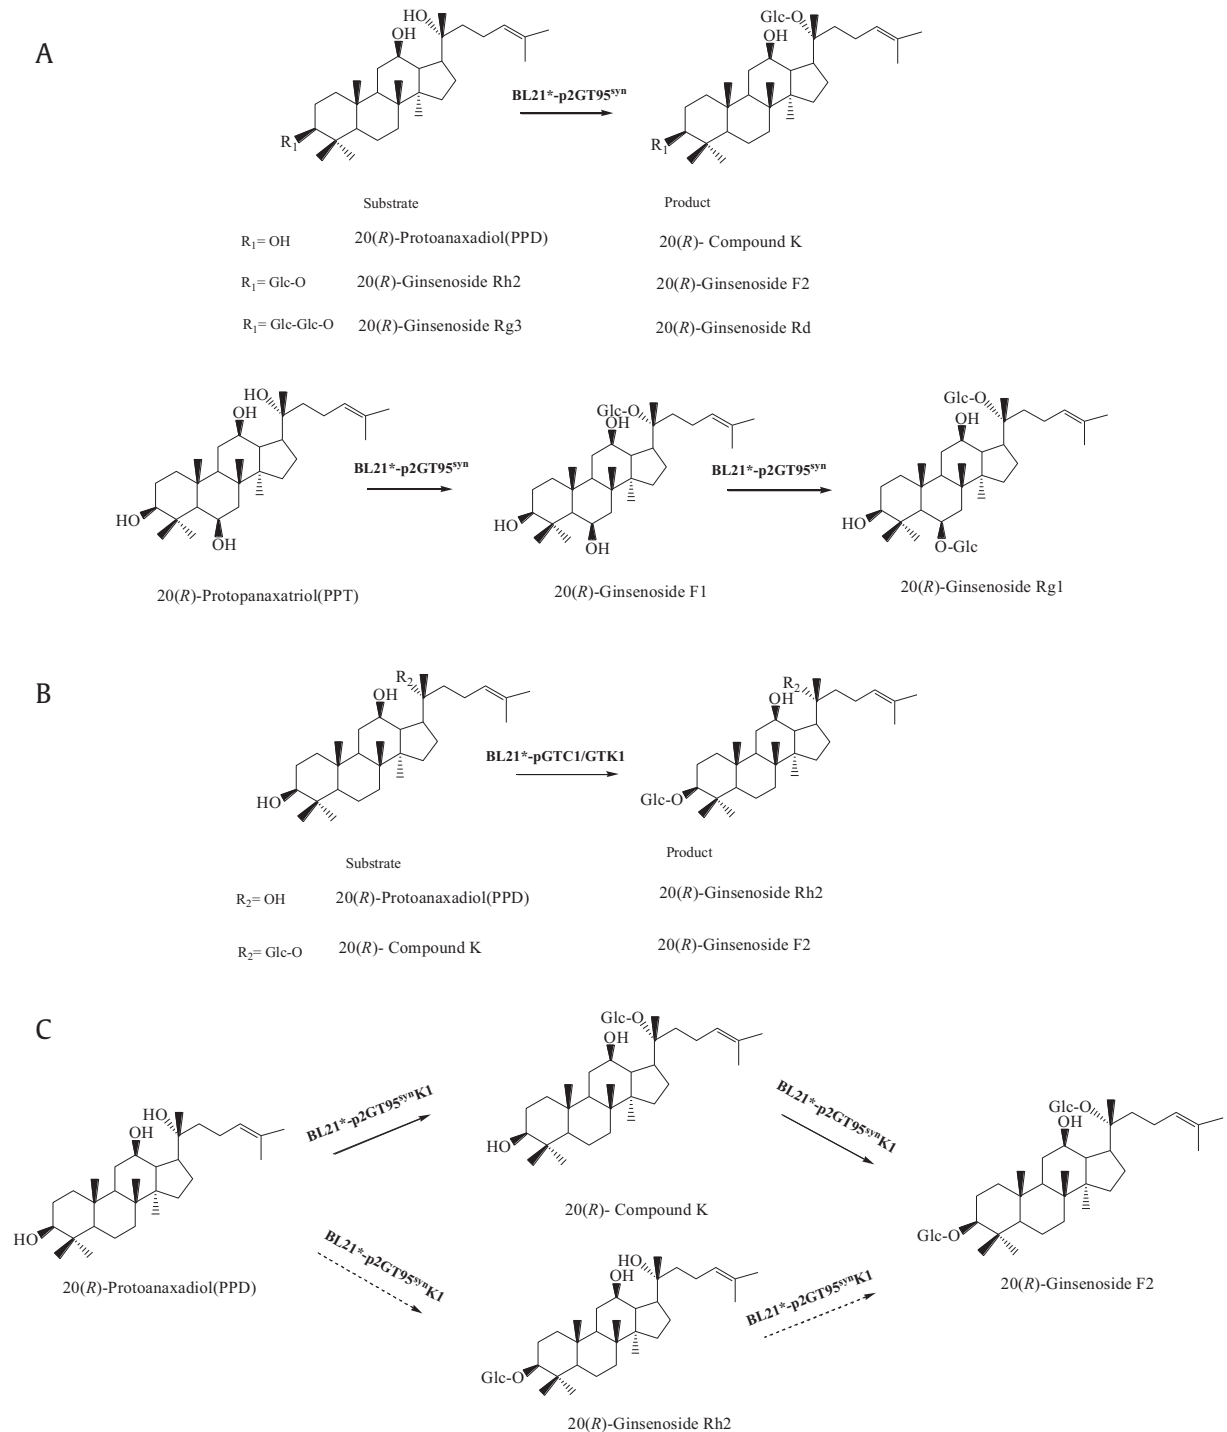 A
HO
OH
R1
BL21*-p2GT95syn
Glc-O
OH
R1
Substrate
Product
R1= OH
20(R)-Protoanaxadiol(PPD)
20(R)- Compound K
R1= Glc-O
20(R)-Ginsenoside Rh2
20(R)-Ginsenoside F2
R1= Glc-Glc-O
20(R)-Ginsenoside Rg3
20(R)-Ginsenoside Rd
HO
OH
HO
OH
BL21*-p2GT95syn
Glc-O
OH
HO
OH
BL21*-p2GT95syn
Glc-O
OH
HO
O-Glc
20(R)-Protopanaxatriol(PPT)
20(R)-Ginsenoside F1
20(R)-Ginsenoside Rg1
B
R2
OH
HO
BL21*-pGTC1/GTK1
R2
OH
Glc-O
Substrate
Product
R2= OH
20(R)-Protoanaxadiol(PPD)
20(R)-Ginsenoside Rh2
R2= Glc-O
20(R)- Compound K
20(R)-Ginsenoside F2
C
Glc-O
OH
HO
20(R)- Compound K
BL21*-p2GT95synK1
BL21*-p2GT95synK1
HO
OH
HO
20(R)-Protoanaxadiol(PPD)
Glc-O
OH
Glc-O
20(R)-Ginsenoside F2
BL21*-p2GT95synK1
BL21*-p2GT95synK1
HO
OH
Glc-O
20(R)-Ginsenoside Rh2